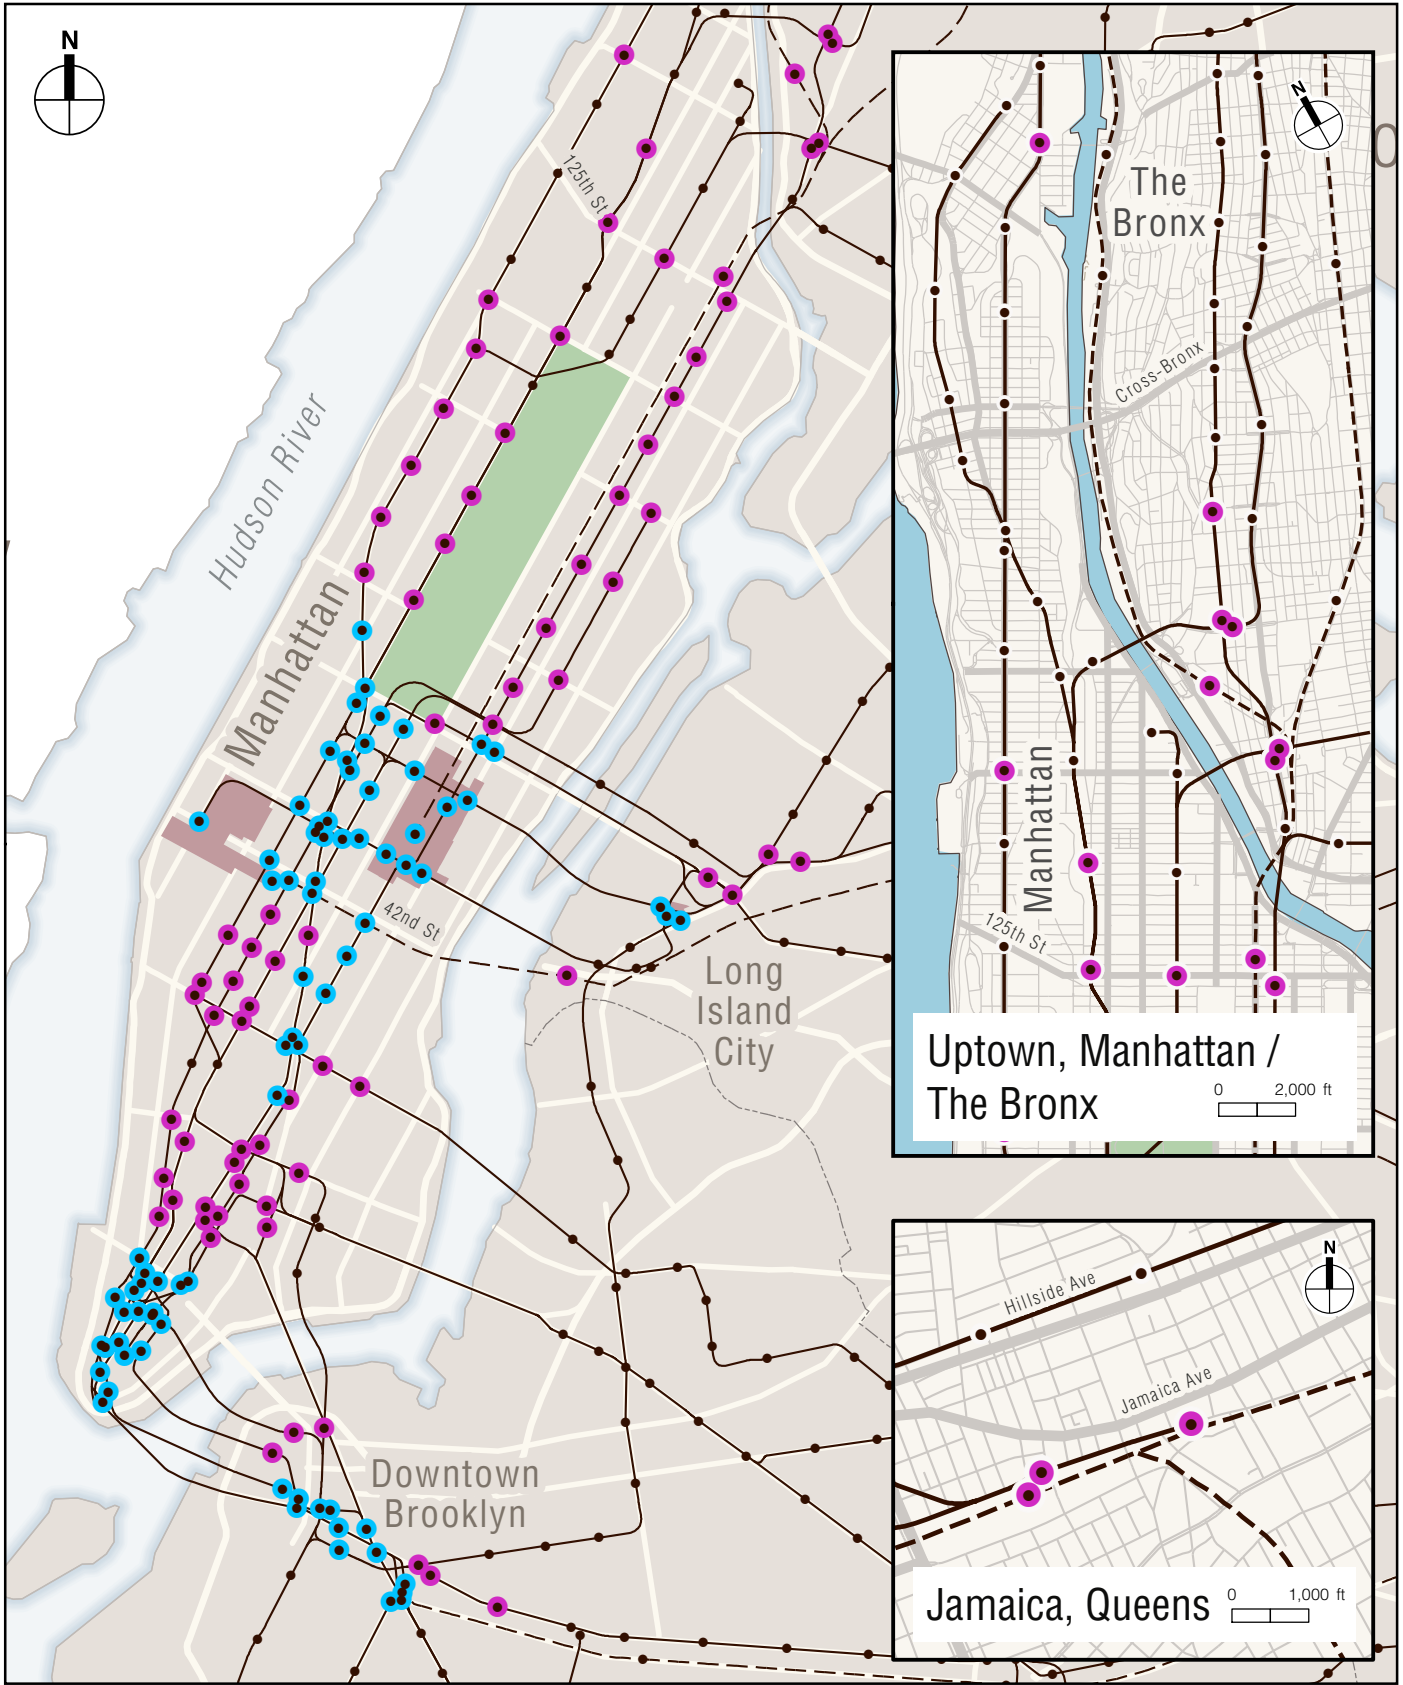 N
125th St
Hudson River
Manhattan
42nd St
Long
Island
City
Downtown
Brooklyn
N
The
Bronx
Cross-Bronx
Manhattan
125th St
Uptown, Manhattan /
The Bronx
0 2,000 ft
N
Hillside Ave
Jamaica Ave
Jamaica, Queens
0 1,000 ft